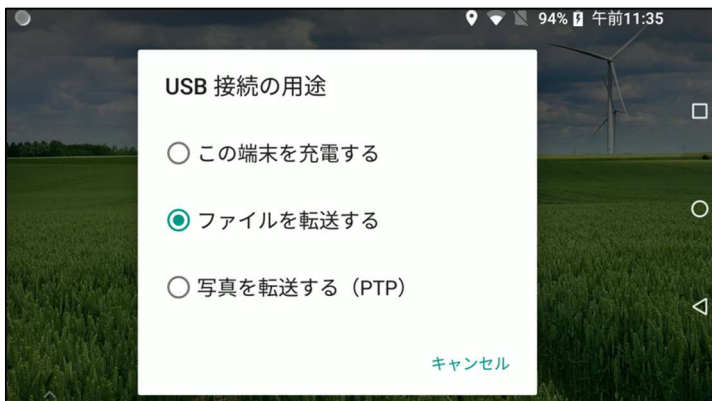 94% 午前11:35
USB 接続の用途
この端末を充電する
ファイルを転送する
写真を転送する（PTP）
キャンセル